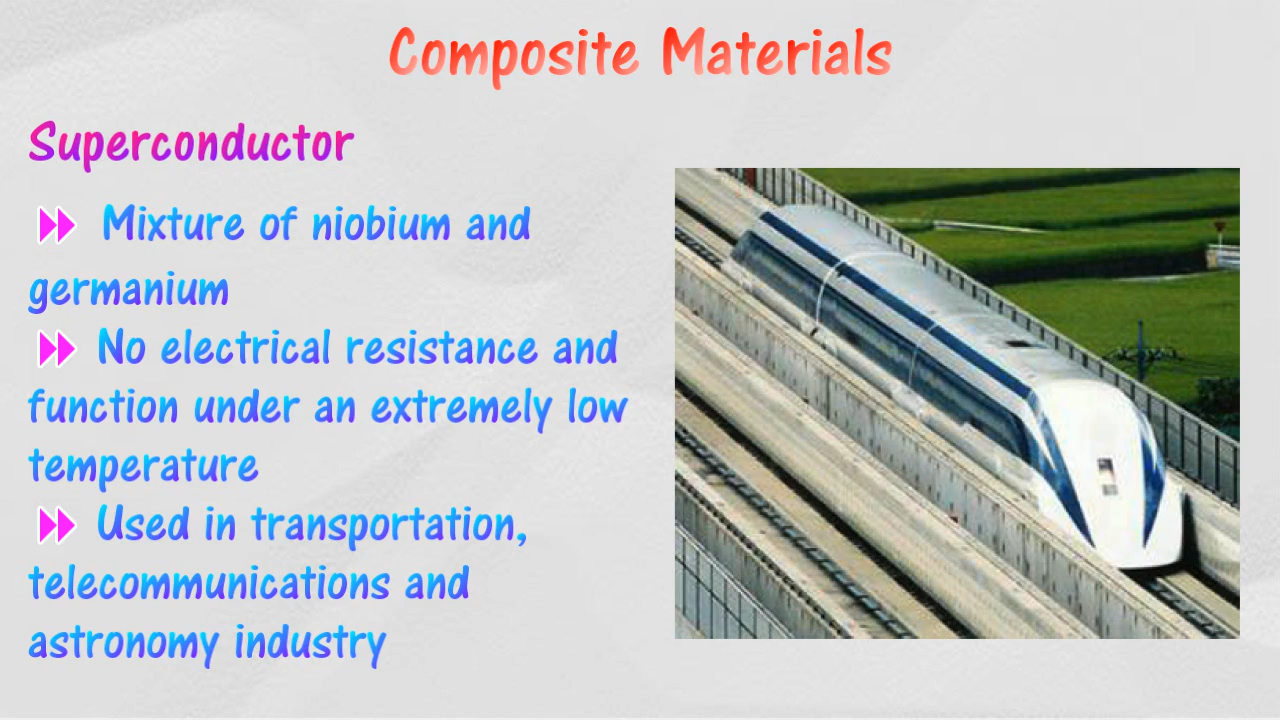 Composite Materials
Superconductor
Mixture of niobium and
germanium
No electrical resistance and
function under an extremely low
temperature
Used in transportation,
telecommunications and
astronomy industry